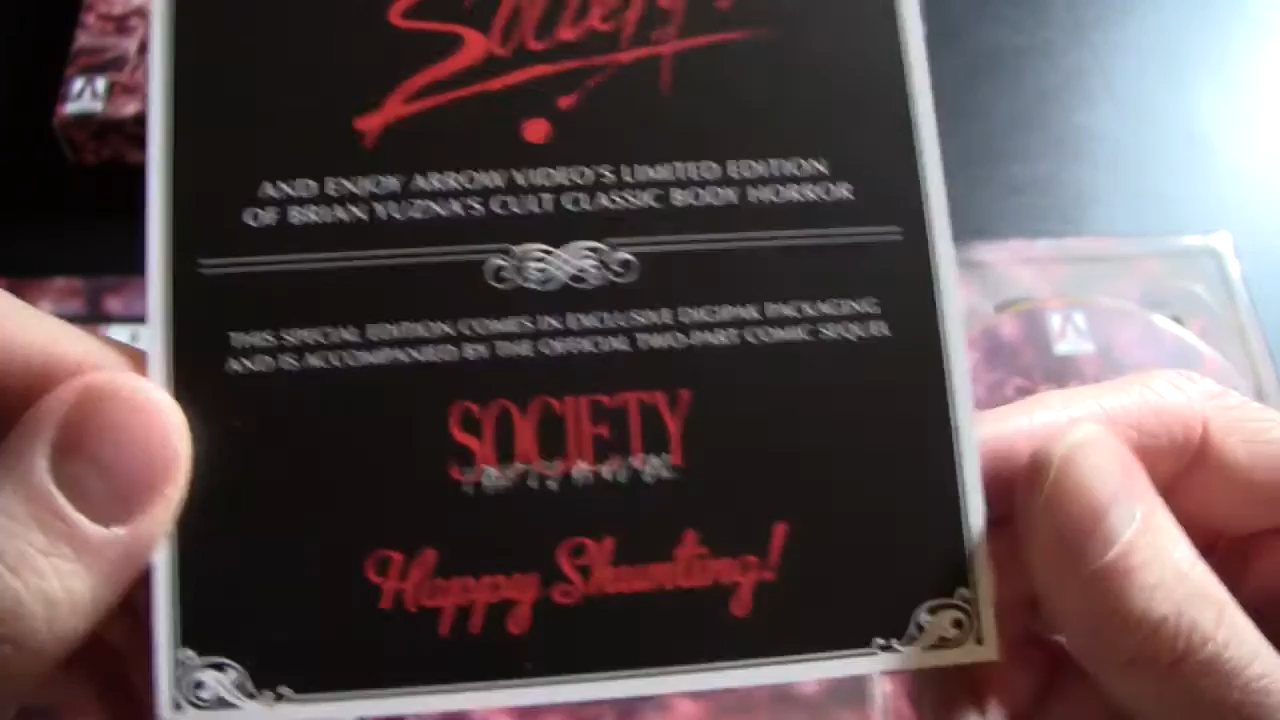 Society!
AND ENJOY ARROW VIDEO'S LIMITED EDITION
OF BRIAN YUZNA'S CULT CLASSIC BODY HORROR
THIS SPECIAL EDITION COMES IN EXCLUSIVE DIGIPAK PACKAGING
AND IS ACCOMPANIED BY THE OFFICIAL TWO-PART COMIC SEQUEL
SOCIETY
Happy Shunting!